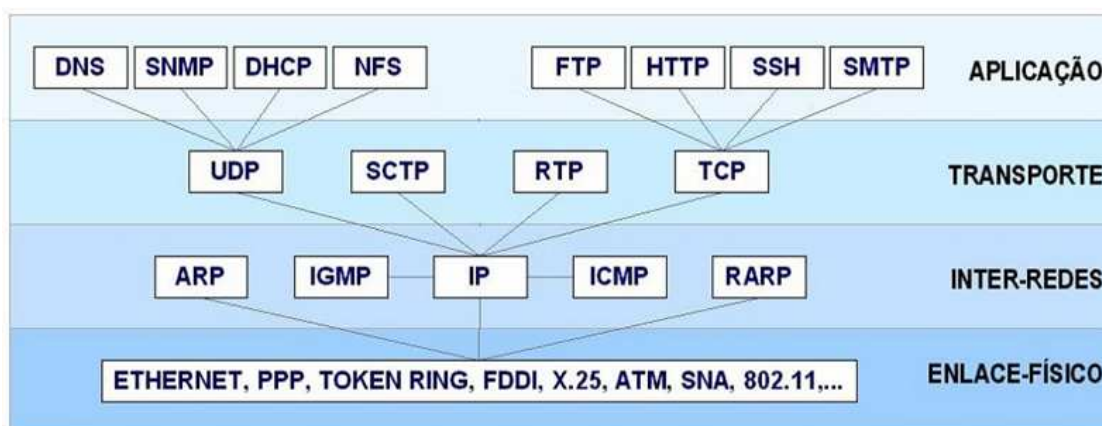 DNS SNMP DHCP NFS FTP HTTP SSH SMTP APLICAÇÃO
UDP SCTP RTP TCP TRANSPORTE
ARP IGMP IP ICMP RARP INTER-REDES
ETHERNET, PPP, TOKEN RING, FDDI, X.25, ATM, SNA, 802.11,... ENLACE-FÍSICO